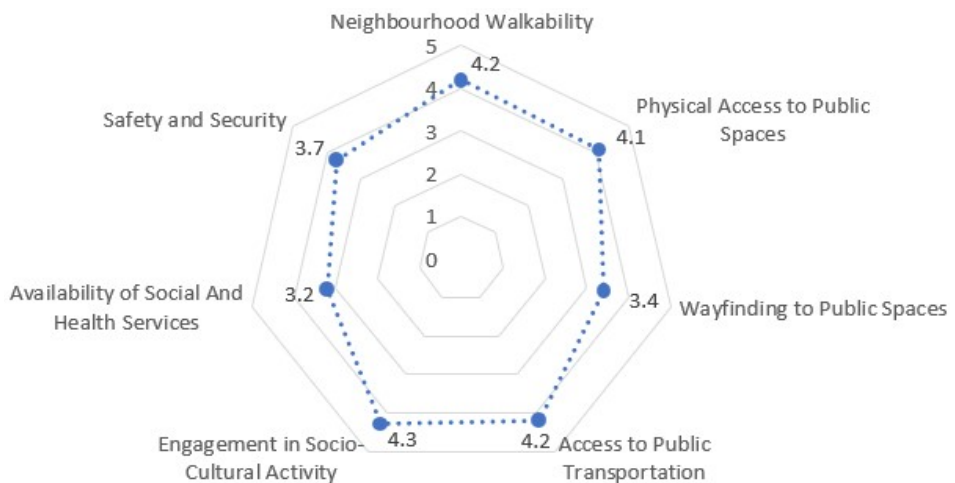 Neighbourhood Walkability
5
4.2
4
Physical Access to Public
Spaces
Safety and Security
3.7
4.1
3
2
1
0
Availability of Social And
Health Services
3.2
3.4
Wayfinding to Public Spaces
Engagement in Socio-
Cultural Activity
4.3
4.2
Access to Public
Transportation